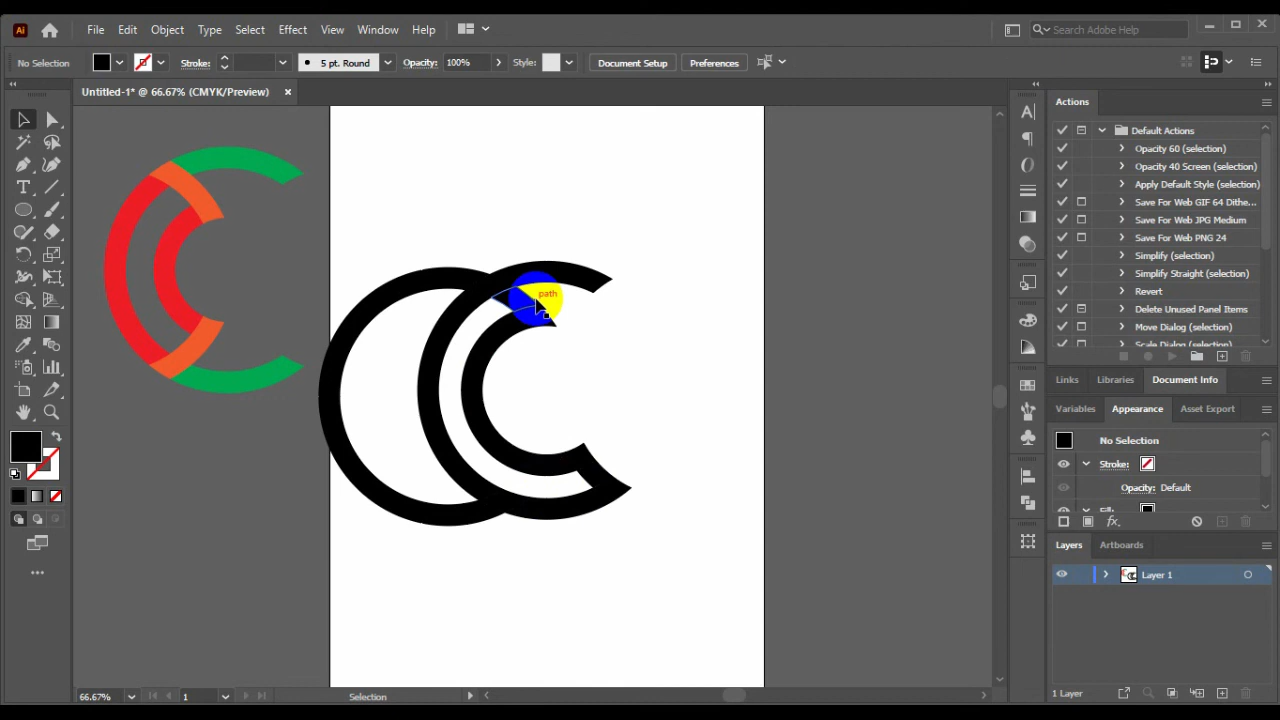 Ai File Edit Object Type Select Effect View Window Help Search Adobe Help
No Selection Stroke: 5 pt. Round Opacity: 100% Style: Document Setup Preferences
Untitled-1* @ 66.67% (CMYK/Preview)
Actions
Default Actions
Opacity 60 (selection)
Opacity 40 Screen (selection)
Apply Default Style (selection)
Save For Web GIF 64 Dithe...
Save For Web JPG Medium
Save For Web PNG 24
Simplify (selection)
Simplify Straight (selection)
Revert
Delete Unused Panel Items
Move Dialog (selection)
Scale Dialog (selection)
path
Links Libraries Document Info
Variables Appearance Asset Export
No Selection
Stroke:
Opacity: Default
Fill:
Layers Artboards
Layer 1
66.67% 1 Selection 1 Layer